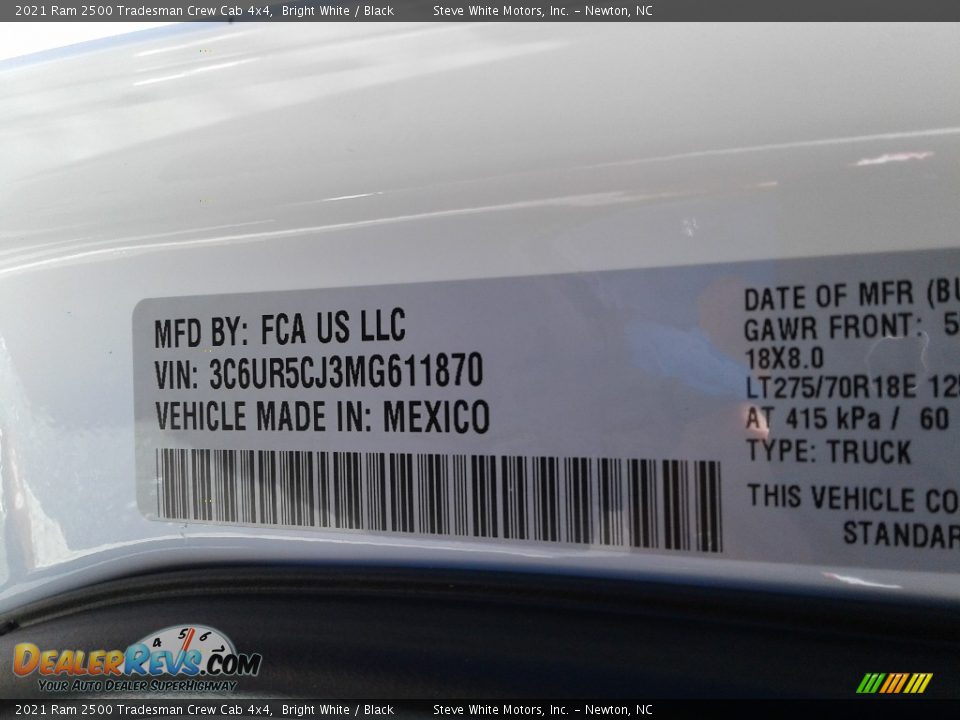 2021 Ram 2500 Tradesman Crew Cab 4x4, Bright White / Black Steve White Motors, Inc. – Newton, NC
MFD BY: FCA US LLC
VIN: 3C6UR5CJ3MG611870
VEHICLE MADE IN: MEXICO
DATE OF MFR (BU
GAWR FRONT: 5
18X8.0
LT275/70R18E 12
AT 415 kPa / 60
TYPE: TRUCK
THIS VEHICLE CO
STANDAR
4 5 6
DEALERREVS.COM
YOUR AUTO DEALER SUPERHIGHWAY
2021 Ram 2500 Tradesman Crew Cab 4x4, Bright White / Black Steve White Motors, Inc. – Newton, NC